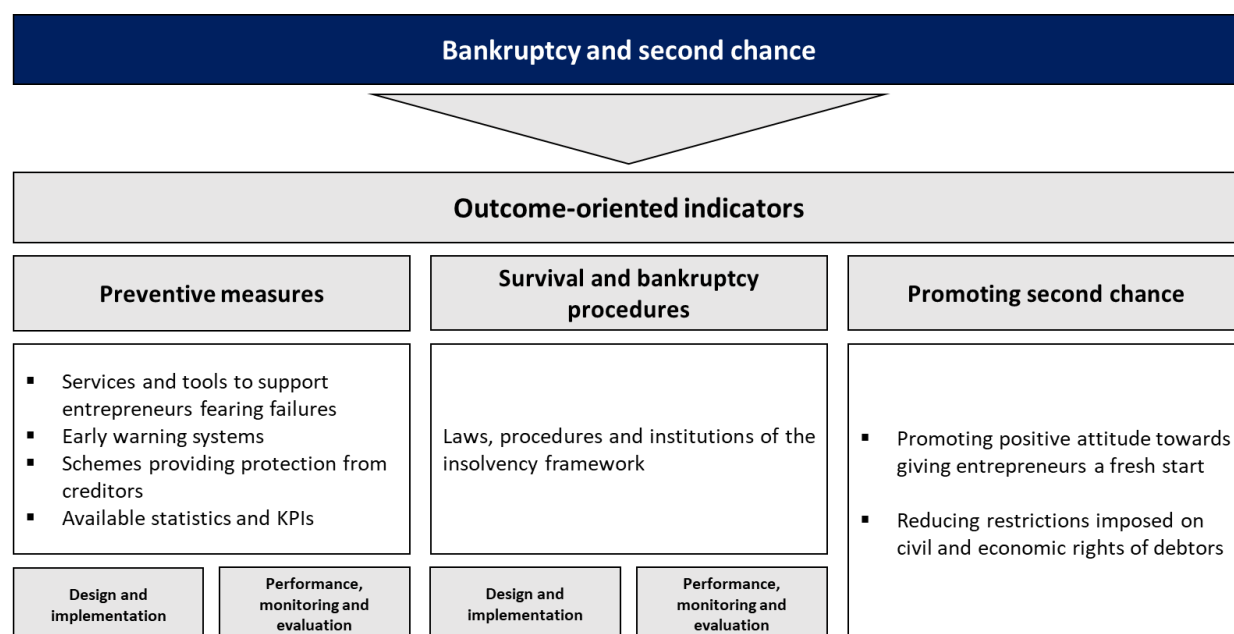 Bankruptcy and second chance
Outcome-oriented indicators
Preventive measures
▪ Services and tools to support
entrepreneurs fearing failures
▪ Early warning systems
▪ Schemes providing protection from
creditors
▪ Available statistics and KPIs
Design and
implementation
Performance,
monitoring and
evaluation
Survival and bankruptcy
procedures
Laws, procedures and institutions of the
insolvency framework
Design and
implementation
Performance,
monitoring and
evaluation
Promoting second chance
▪ Promoting positive attitude towards
giving entrepreneurs a fresh start
▪ Reducing restrictions imposed on
civil and economic rights of debtors